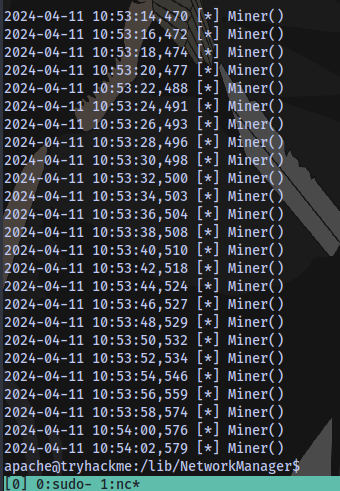 2024-04-11 10:53:14,470 [*] Miner()
2024-04-11 10:53:16,472 [*] Miner()
2024-04-11 10:53:18,474 [*] Miner()
2024-04-11 10:53:20,477 [*] Miner()
2024-04-11 10:53:22,488 [*] Miner()
2024-04-11 10:53:24,491 [*] Miner()
2024-04-11 10:53:26,493 [*] Miner()
2024-04-11 10:53:28,496 [*] Miner()
2024-04-11 10:53:30,498 [*] Miner()
2024-04-11 10:53:32,500 [*] Miner()
2024-04-11 10:53:34,503 [*] Miner()
2024-04-11 10:53:36,504 [*] Miner()
2024-04-11 10:53:38,508 [*] Miner()
2024-04-11 10:53:40,510 [*] Miner()
2024-04-11 10:53:42,518 [*] Miner()
2024-04-11 10:53:44,524 [*] Miner()
2024-04-11 10:53:46,527 [*] Miner()
2024-04-11 10:53:48,529 [*] Miner()
2024-04-11 10:53:50,532 [*] Miner()
2024-04-11 10:53:52,534 [*] Miner()
2024-04-11 10:53:54,546 [*] Miner()
2024-04-11 10:53:56,559 [*] Miner()
2024-04-11 10:53:58,574 [*] Miner()
2024-04-11 10:54:00,576 [*] Miner()
2024-04-11 10:54:02,579 [*] Miner()
apache@tryhackme:/lib/NetworkManager$
[0] 0:sudo- 1:nc*